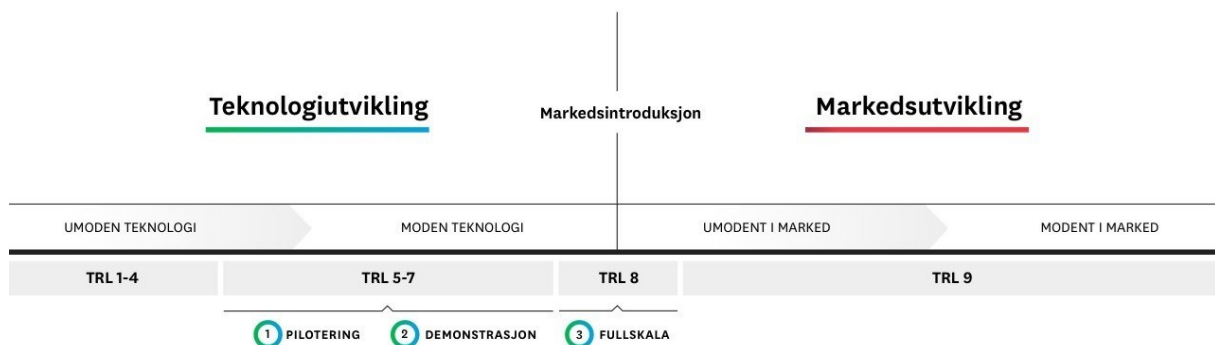 Teknologiutvikling
Markedsintroduksjon
Markedsutvikling
UMODEN TEKNOLOGI
MODEN TEKNOLOGI
UMODENT I MARKED
MODENT I MARKED
TRL 1-4
TRL 5-7
TRL 8
TRL 9
1 PILOTERING
2 DEMONSTRASJON
3 FULLSKALA